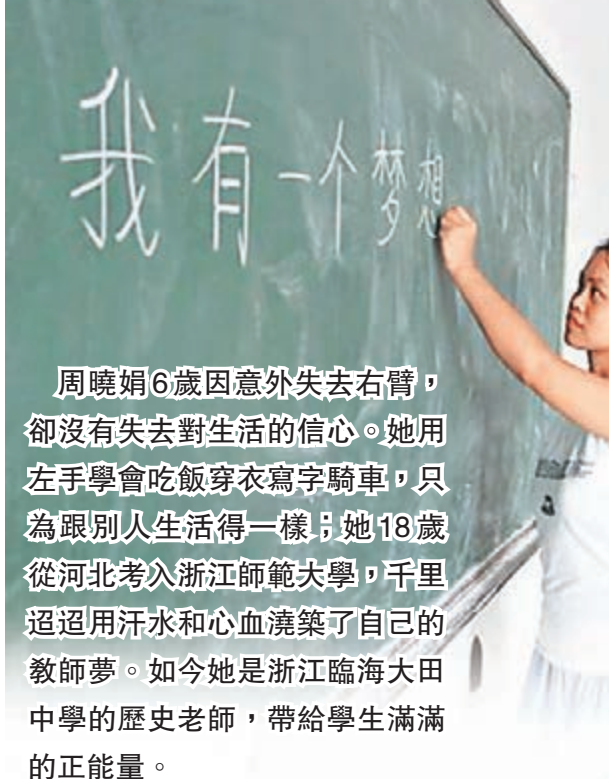 我有一个梦想
周曉娟6歲因意外失去右臂，
卻沒有失去對生活的信心。她用
左手學會吃飯穿衣寫字騎車，只
為跟別人生活得一樣；她18歲
從河北考入浙江師範大學，千里
迢迢用汗水和心血澆築了自己的
教師夢。如今她是浙江臨海大田
中學的歷史老師，帶給學生滿滿
的正能量。